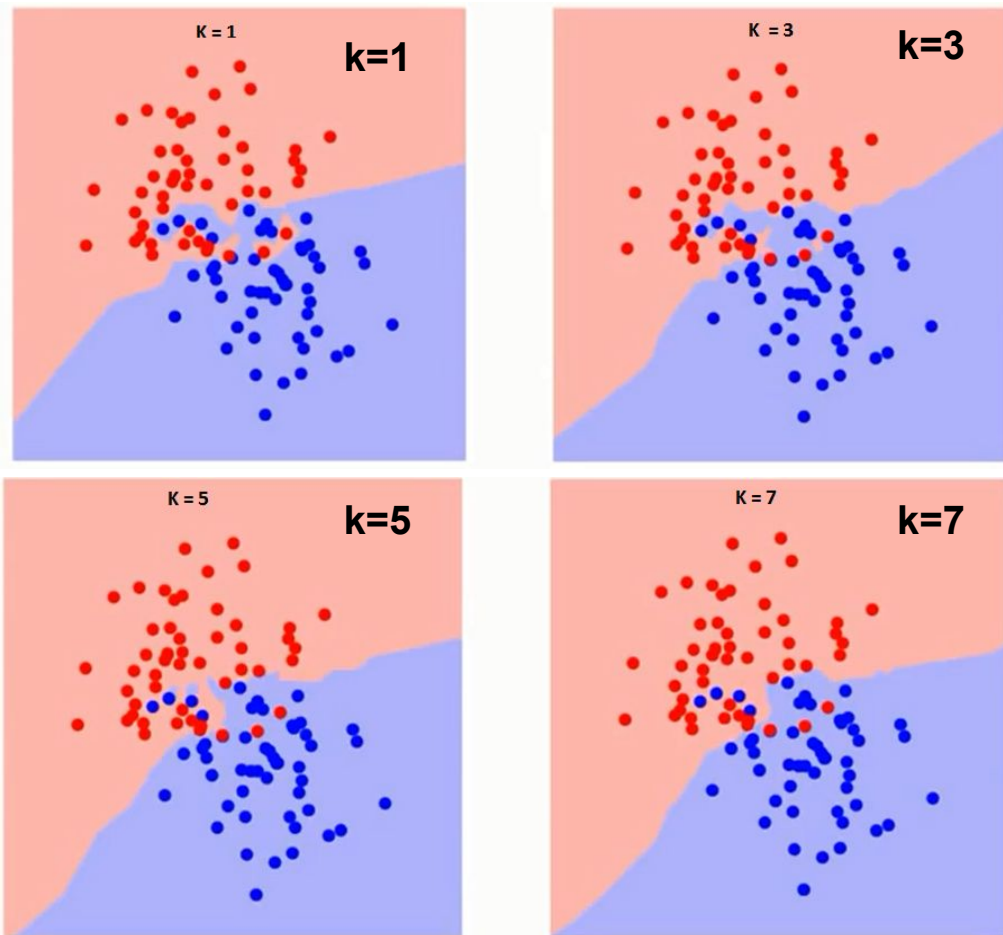 K = 1
k=1
K = 3
k=3
K = 5
k=5
K = 7
k=7